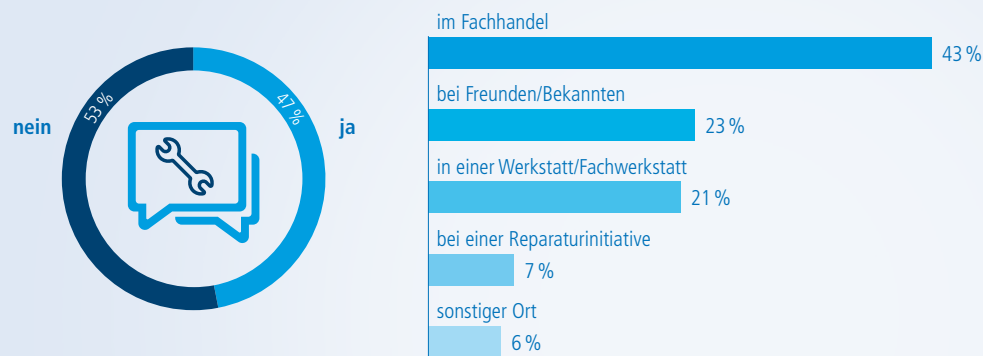 nein
53 %
47 %
ja
im Fachhandel
43 %
bei Freunden/Bekannten
23 %
in einer Werkstatt/Fachwerkstatt
21 %
bei einer Reparaturinitiative
7 %
sonstiger Ort
6 %